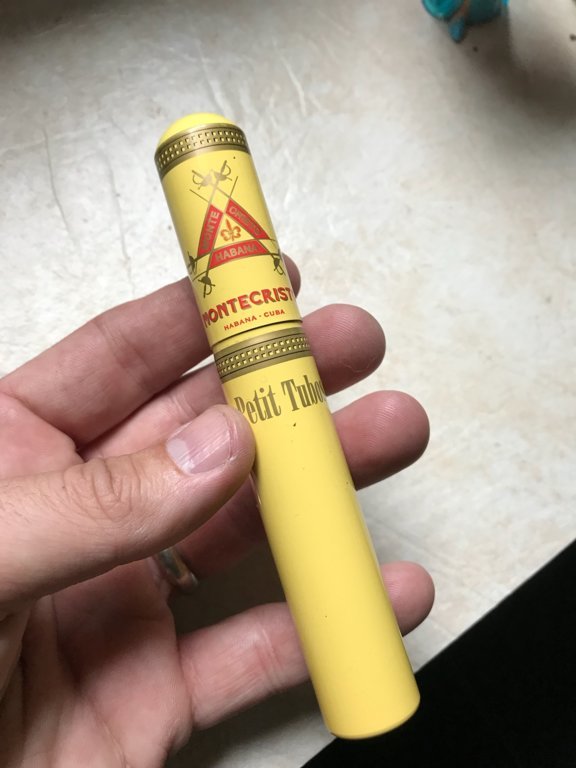 MONTE
CRISTO
HABANA
MONTECRIST
HABANA · CUBA
Petit Tubo